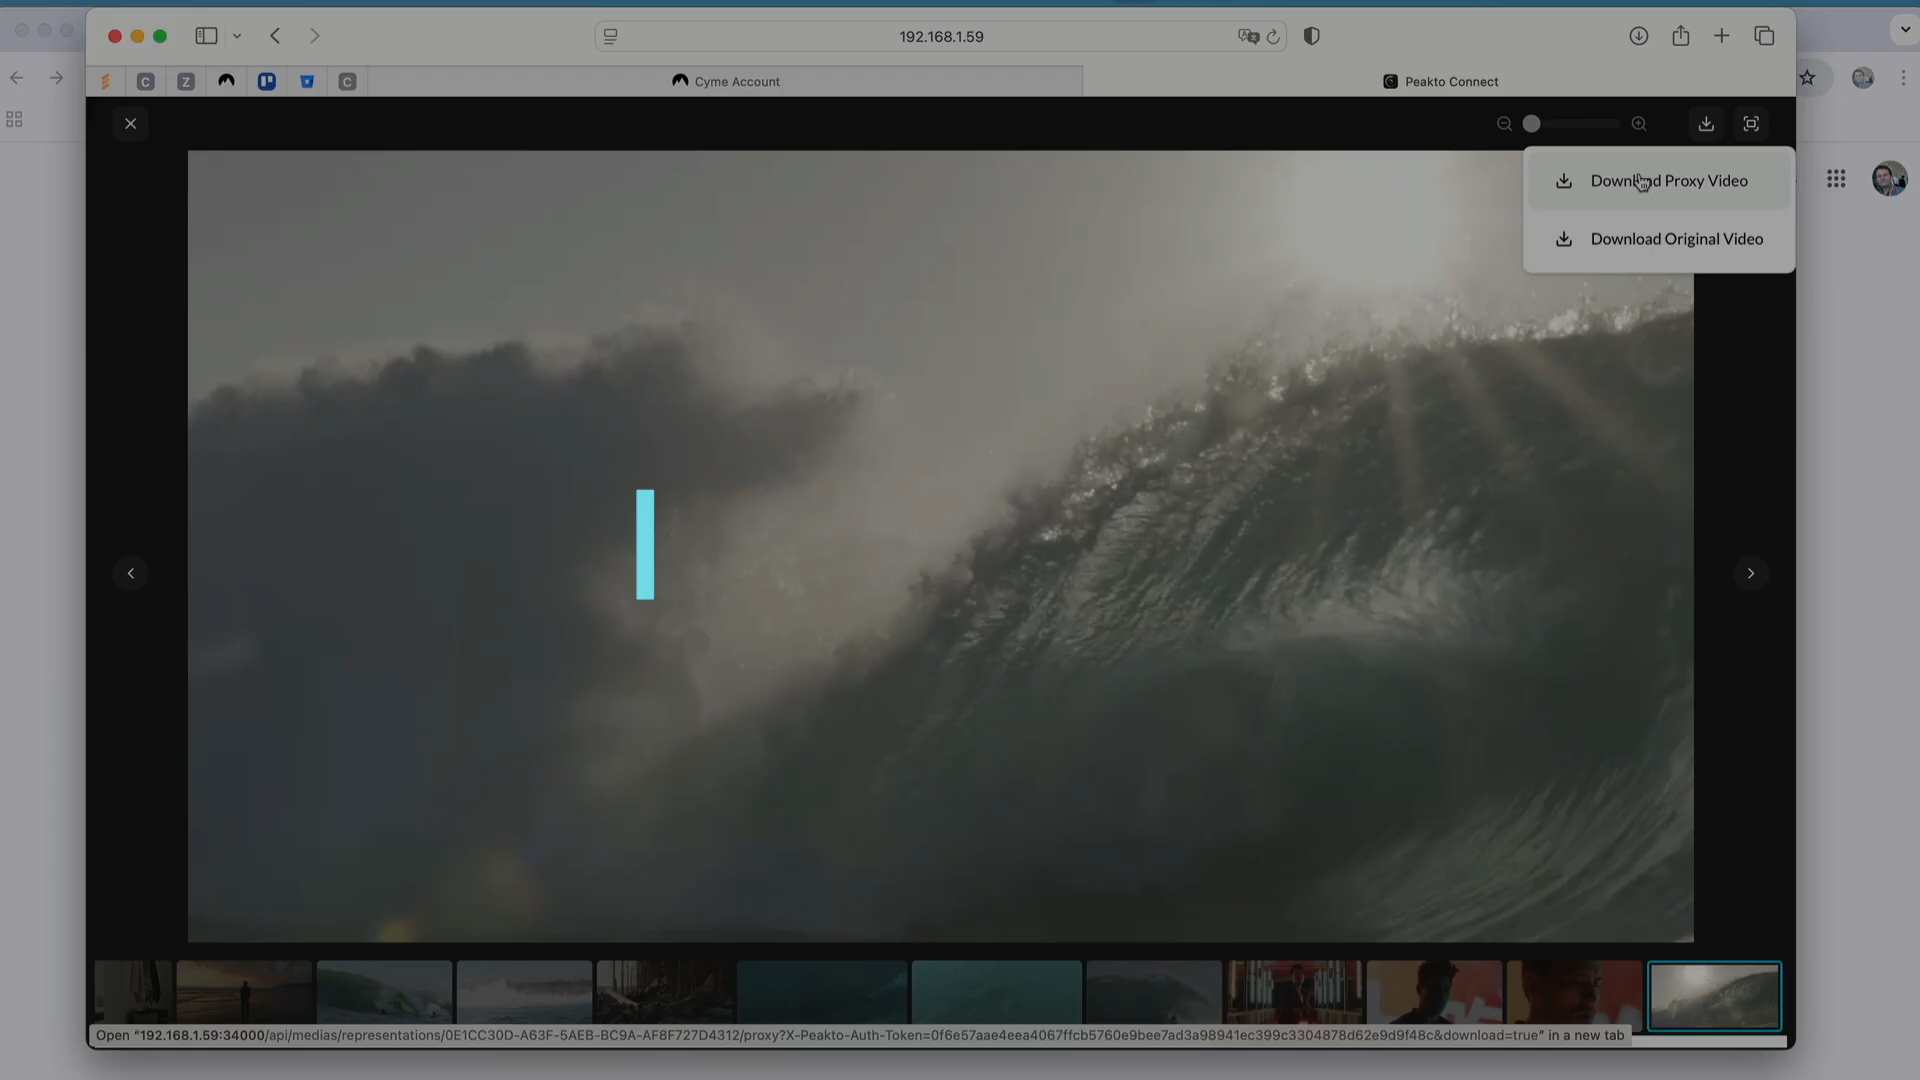 192.168.1.59
C
Z
C
Cyme Account
Peakto Connect
Download Proxy Video
Download Original Video
Open “192.168.1.59:34000/api/medias/representations/0E1CC30D-A63F-5AEB-BC9A-AF8F727D4312/proxy?X-Peakto-Auth-Token=0f6e57aae4eea4067ffcb5760e9bee7ad3a98941ec399c3304878d62e9d9f48c&download=true” in a new tab